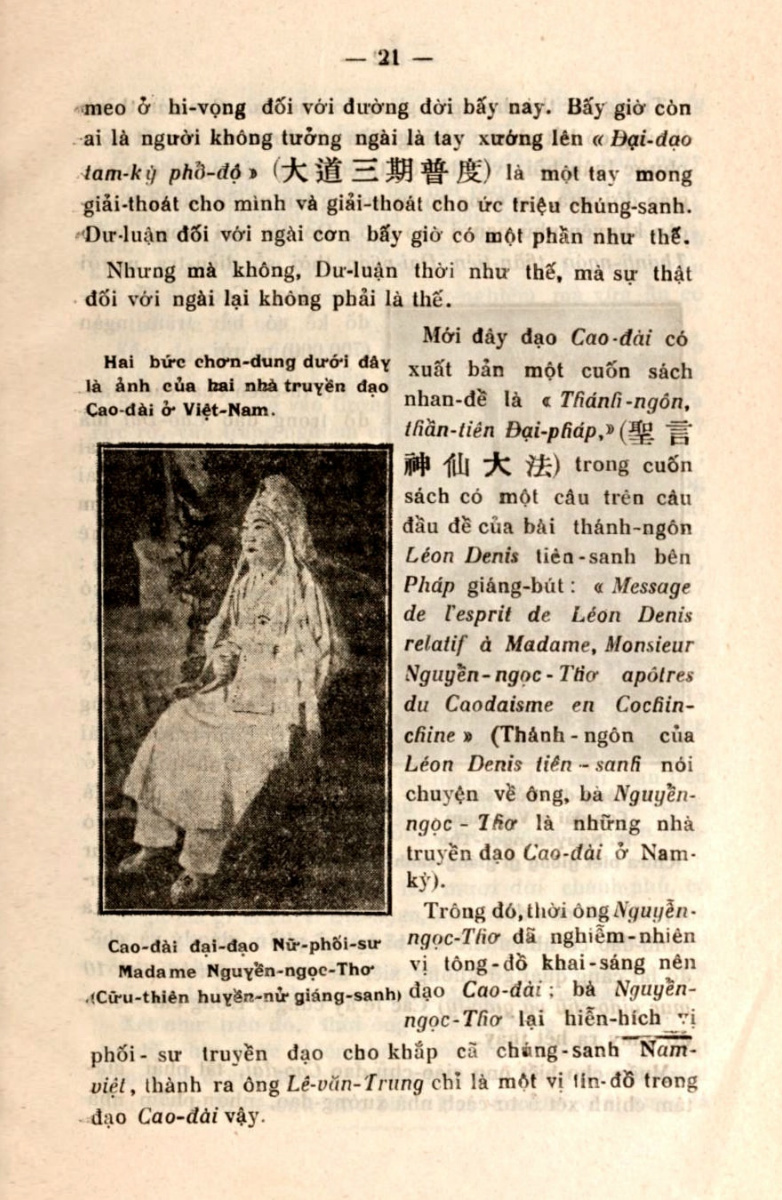 — 21 —
meo ở hi-vọng đối với đường đời bấy nay. Bấy giờ còn
ai là người không tưởng ngài là tay xướng lên « Đại-đạo
tam-kỳ phổ-độ » (大道三期普度) là một tay mong
giải-thoát cho mình và giải-thoát cho ức triệu chúng-sanh.
Dư-luận đối với ngài cơn bấy giờ có một phần như thế.
Nhưng mà không, Dư-luận thời như thế, mà sự thật
đối với ngài lại không phải là thế.
Hai bức chơn-dung dưới đây
là ảnh của hai nhà truyền đạo
Cao-đài ở Việt-Nam.
Cao-đài đại-đạo Nữ-phối-sư
Madame Nguyền-ngọc-Thơ
(Cữu-thiên huyền-nử giáng-sanh)
Mới đây đạo Cao-đài có
xuất bản một cuốn sách
nhan-đề là « Thánh-ngôn,
thần-tiên Đại-pháp,» (聖言
神仙大法) trong cuốn
sách có một câu trên câu
đầu đề của bài thánh-ngôn
Léon Denis tiên-sanh bên
Pháp giáng-bút : « Message
de l'esprit de Léon Denis
relatif à Madame, Monsieur
Nguyễn-ngọc-Thơ apôtres
du Caodaisme en Cochin-
chine » (Thánh-ngôn của
Léon Denis tiên-sanh nói
chuyện về ông, bà Nguyễn-
ngọc-Thơ là những nhà
truyền đạo Cao-đài ở Nam-
kỳ).
Trông đó, thời ông Nguyễn-
ngọc-Thơ đã nghiễm-nhiên
vị tông-đồ khai-sáng nên
đạo Cao-đài ; bà Nguyễn-
ngọc-Thơ lại hiễn-hích vị
phối-sư truyền đạo cho khắp cã chúng-sanh Nam-
việt, thành ra ông Lê-văn-Trung chỉ là một vị tín-đồ trong
đạo Cao-đài vậy.